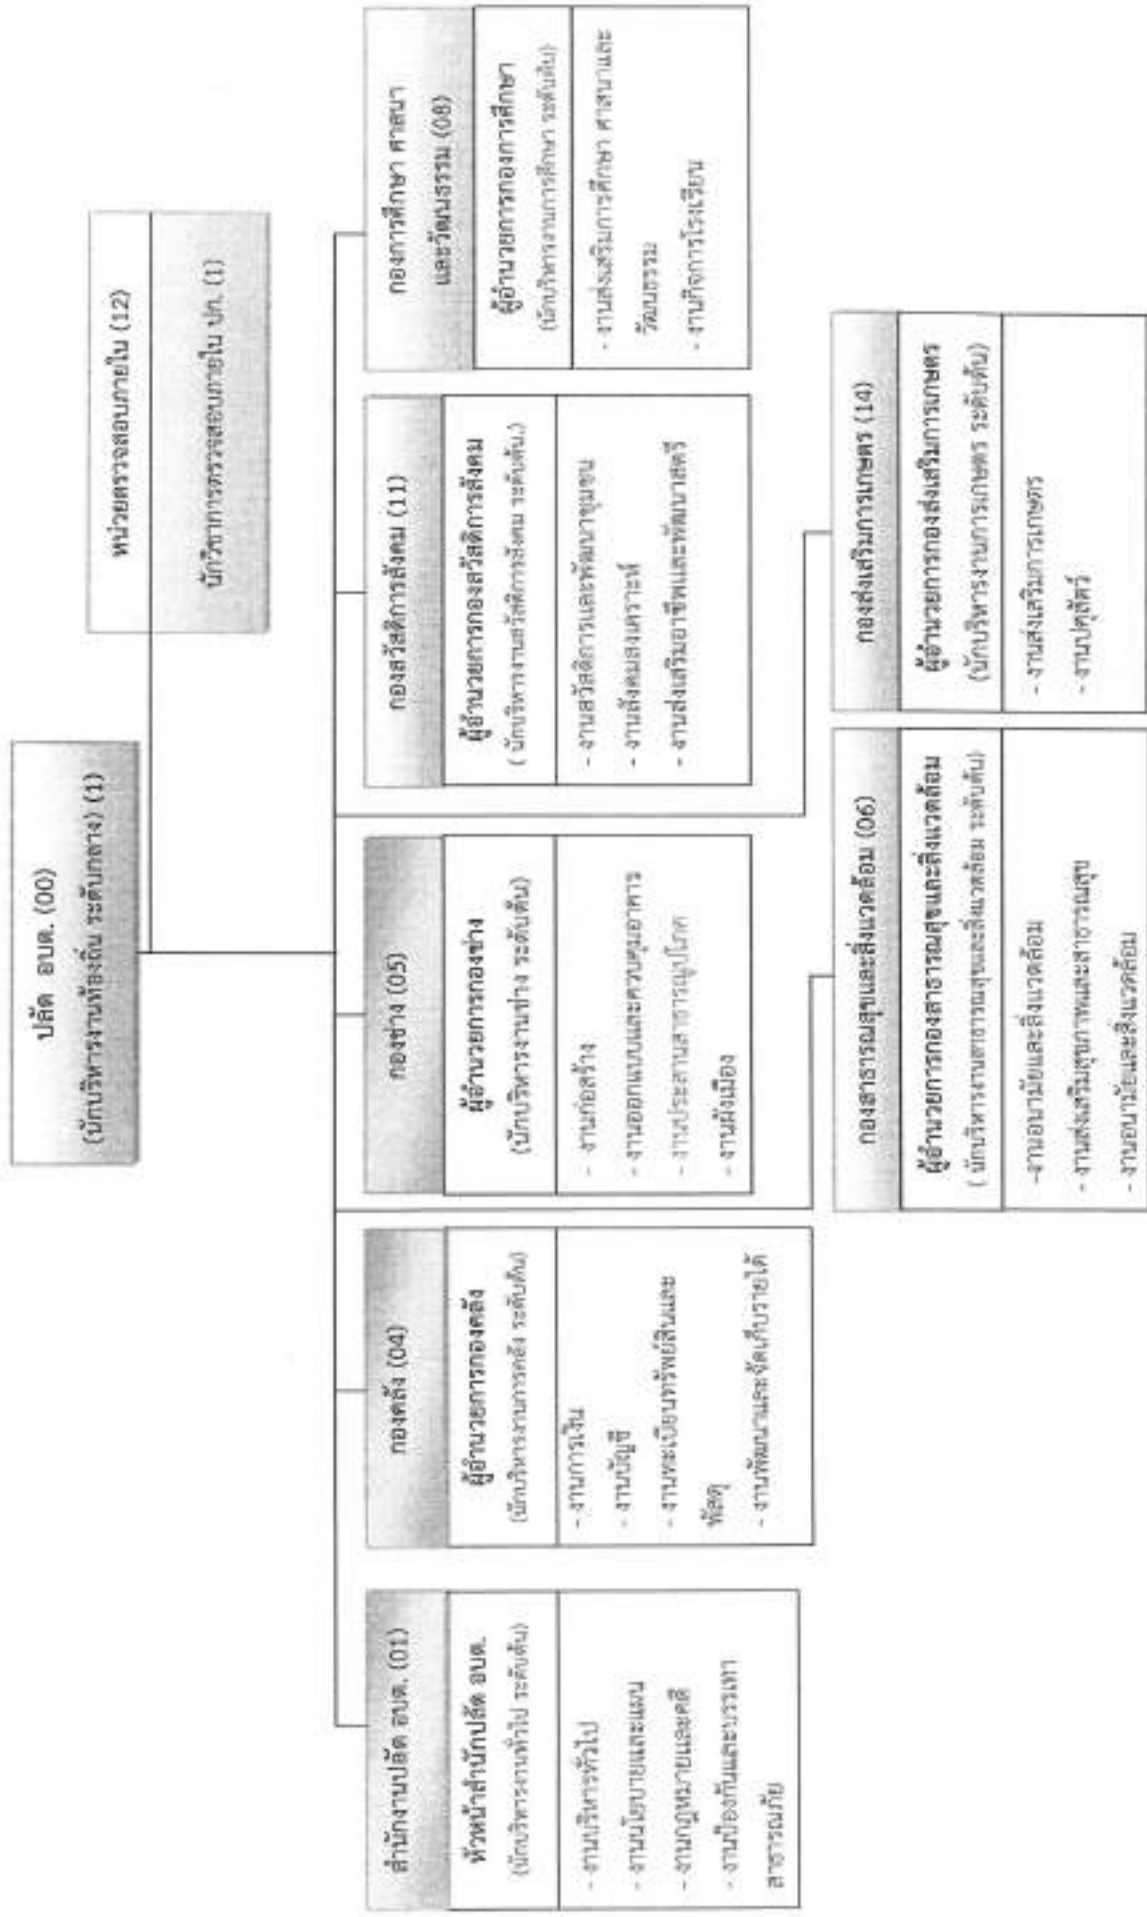 ปลัด อบต. (00)
(นักบริหารงานท้องถิ่น ระดับกลาง) (1)
หน่วยตรวจสอบภายใน (12)
นักวิชาการตรวจสอบภายใน ปก. (1)
สำนักงานปลัด อบต. (01)
หัวหน้าสำนักปลัด อบต.
(นักบริหารงานทั่วไป ระดับต้น)
- งานบริหารทั่วไป
- งานนโยบายและแผน
- งานกฎหมายและคดี
- งานป้องกันและบรรเทา
สาธารณภัย
กองคลัง (04)
ผู้อำนวยการกองคลัง
(นักบริหารงานการคลัง ระดับต้น)
- งานการเงิน
- งานบัญชี
- งานทะเบียนทรัพย์สินและ
พัสดุ
- งานพัฒนาและจัดเก็บรายได้
กองช่าง (05)
ผู้อำนวยการกองช่าง
(นักบริหารงานช่าง ระดับต้น)
- งานก่อสร้าง
- งานออกแบบและควบคุมอาคาร
- งานประสานสาธารณูปโภค
- งานผังเมือง
กองสวัสดิการสังคม (11)
ผู้อำนวยการกองสวัสดิการสังคม
( นักบริหารงานสวัสดิการสังคม ระดับต้น)
- งานสวัสดิการและพัฒนาชุมชน
- งานสังคมสงเคราะห์
- งานส่งเสริมอาชีพและพัฒนาสตรี
กองการศึกษา ศาสนา
และวัฒนธรรม (08)
ผู้อำนวยการกองการศึกษา
(นักบริหารงานการศึกษา ระดับต้น)
- งานส่งเสริมการศึกษา ศาสนาและ
วัฒนธรรม
- งานกิจการโรงเรียน
กองสาธารณสุขและสิ่งแวดล้อม (06)
ผู้อำนวยการกองสาธารณสุขและสิ่งแวดล้อม
( นักบริหารงานสาธารณสุขและสิ่งแวดล้อม ระดับต้น)
-งานอนามัยและสิ่งแวดล้อม
- งานส่งเสริมสุขภาพและสาธารณสุข
- งานอนามัยและสิ่งแวดล้อม
กองส่งเสริมการเกษตร (14)
ผู้อำนวยการกองส่งเสริมการเกษตร
(นักบริหารงานการเกษตร ระดับต้น)
- งานส่งเสริมการเกษตร
- งานปศุสัตว์